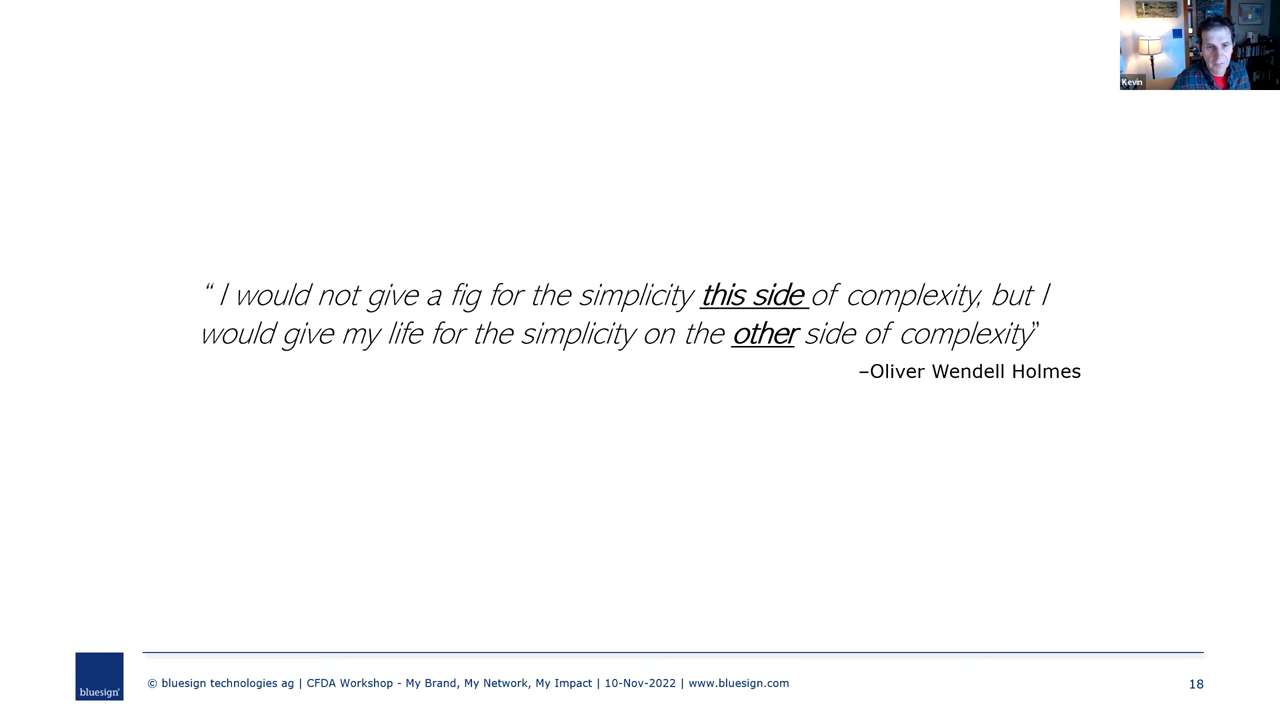 Kevin
“ I would not give a fig for the simplicity this side of complexity, but I
would give my life for the simplicity on the other side of complexity”
–Oliver Wendell Holmes
bluesign®
© bluesign technologies ag | CFDA Workshop - My Brand, My Network, My Impact | 10-Nov-2022 | www.bluesign.com
18